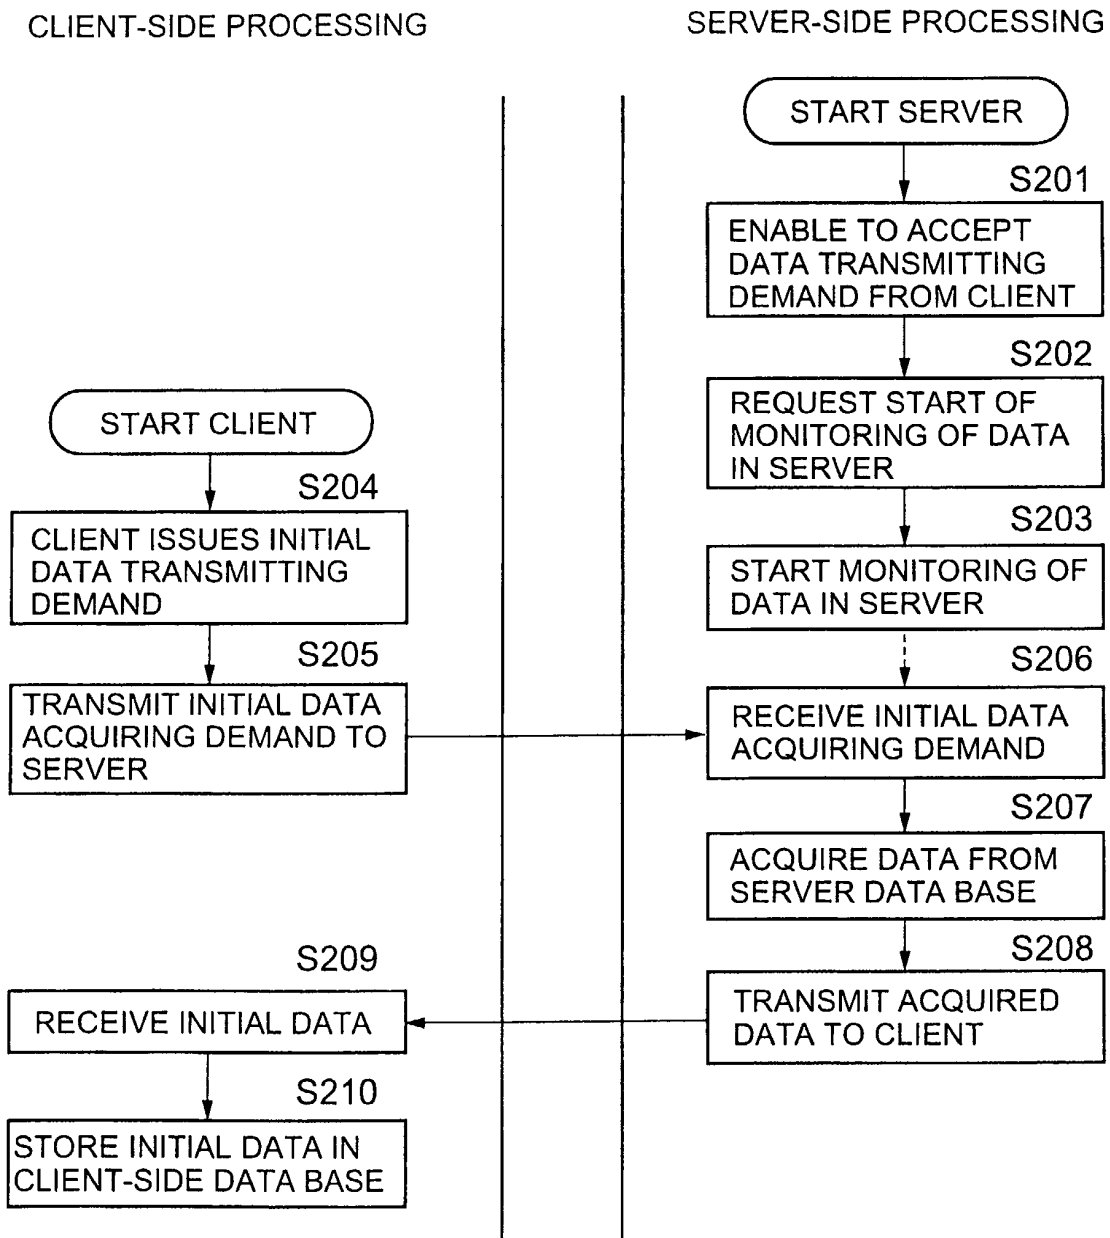 CLIENT-SIDE PROCESSING
SERVER-SIDE PROCESSING
START SERVER
S201
ENABLE TO ACCEPT
DATA TRANSMITTING
DEMAND FROM CLIENT
S202
REQUEST START OF
MONITORING OF DATA
IN SERVER
S203
START MONITORING OF
DATA IN SERVER
START CLIENT
S204
CLIENT ISSUES INITIAL
DATA TRANSMITTING
DEMAND
S205
TRANSMIT INITIAL DATA
ACQUIRING DEMAND TO
SERVER
S206
RECEIVE INITIAL DATA
ACQUIRING DEMAND
S207
ACQUIRE DATA FROM
SERVER DATA BASE
S208
TRANSMIT ACQUIRED
DATA TO CLIENT
S209
RECEIVE INITIAL DATA
S210
STORE INITIAL DATA IN
CLIENT-SIDE DATA BASE